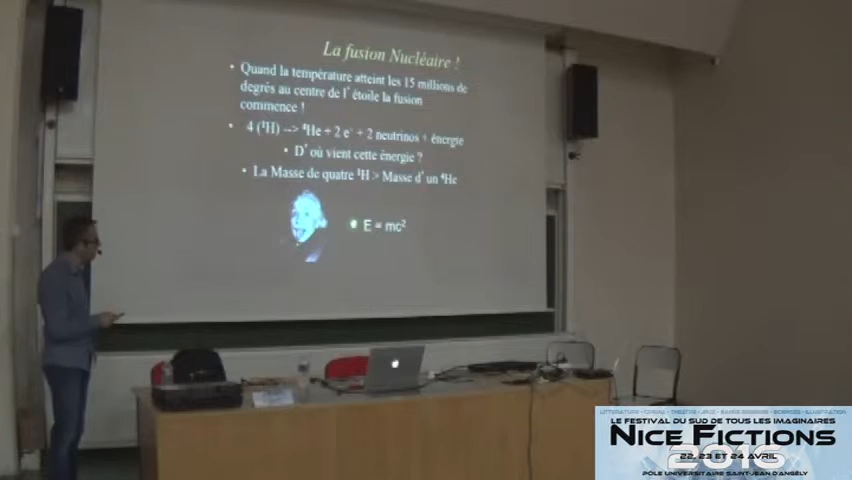 La fusion Nucléaire !
• Quand la température atteint les 15 millions de
degrés au centre de l'étoile la fusion
commence !
• 4 (¹H) --> ⁴He + 2 e⁺ + 2 neutrinos + énergie
• D'où vient cette énergie ?
• La Masse de quatre ¹H > Masse d'un ⁴He
• E = mc²
LE FESTIVAL DU SUD DE TOUS LES IMAGINAIRES
NICE FICTIONS
2016
22, 23 ET 24 AVRIL
POLE UNIVERSITAIRE SAINT-JEAN D'ANGÉLY